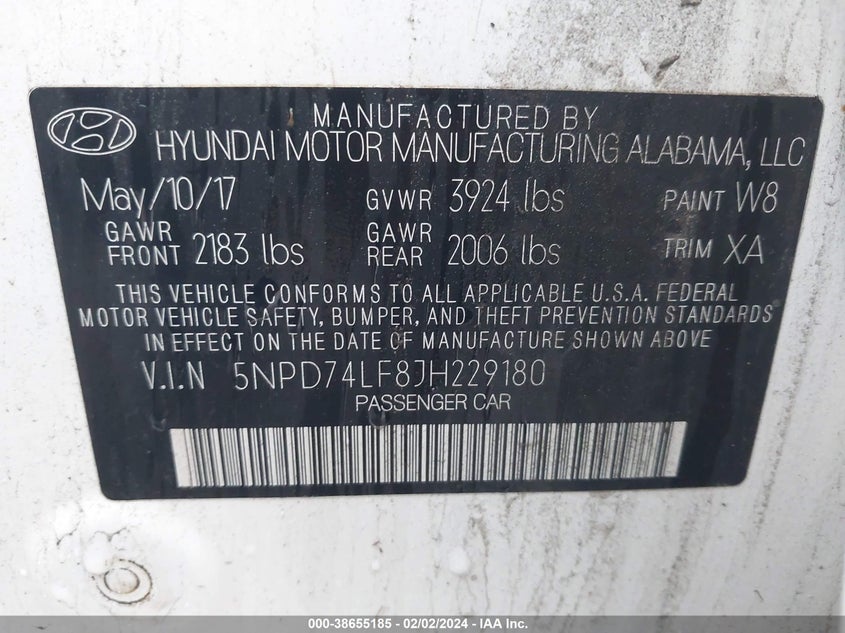 MANUFACTURED BY
HYUNDAI MOTOR MANUFACTURING ALABAMA, LLC
May/10/17 GVWR 3924 lbs PAINT W8
GAWR FRONT 2183 lbs GAWR REAR 2006 lbs TRIM XA
THIS VEHICLE CONFORMS TO ALL APPLICABLE U.S.A. FEDERAL
MOTOR VEHICLE SAFETY, BUMPER, AND THEFT PREVENTION STANDARDS
IN EFFECT ON THE DATE OF MANUFACTURE SHOWN ABOVE.
V.I.N 5NPD74LF8JH229180
PASSENGER CAR
000-38655185 - 02/02/2024 - IAAI Inc.